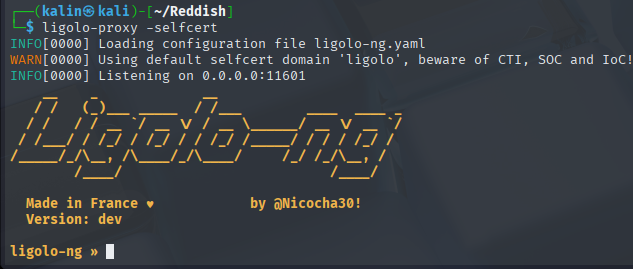 ┌──(kalin㉿kali)-[~/Reddish]
└─$ ligolo-proxy -selfcert
INFO[0000] Loading configuration file ligolo-ng.yaml
WARN[0000] Using default selfcert domain 'ligolo', beware of CTI, SOC and IoC!
INFO[0000] Listening on 0.0.0.0:11601
Ligolo-ng
Made in France ♥ by @Nicocha30!
Version: dev
ligolo-ng »